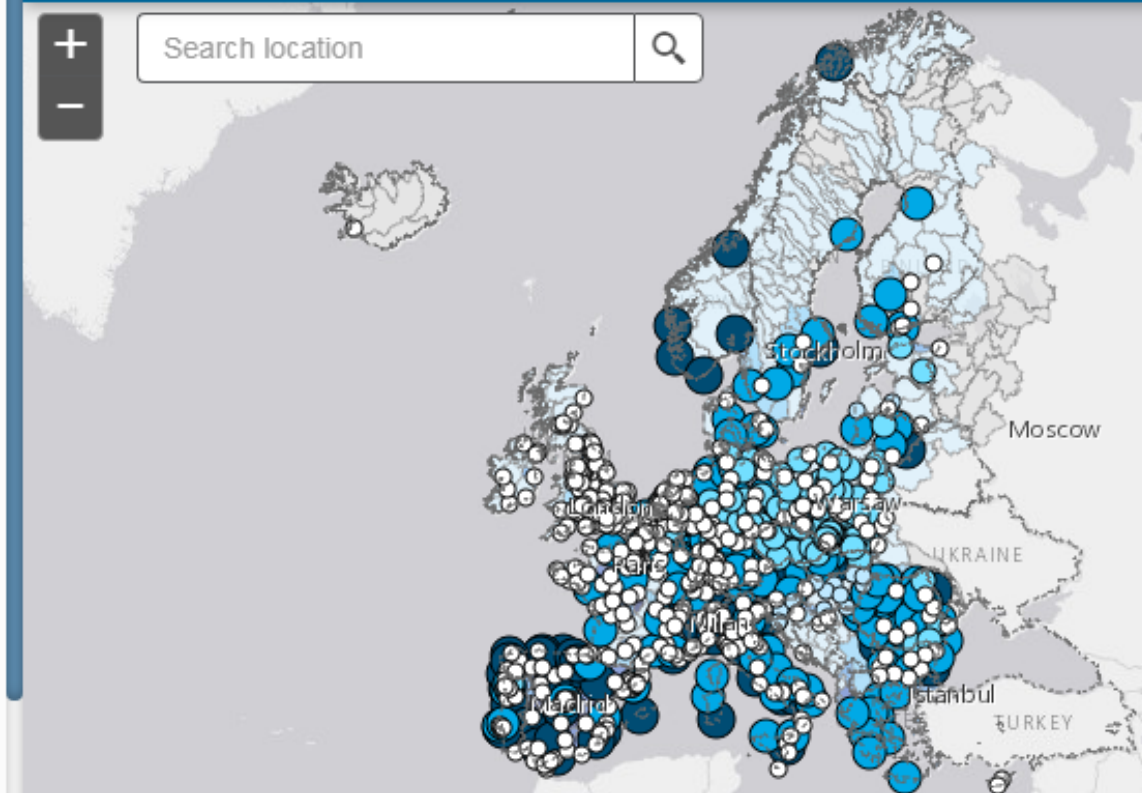 +
Search location
−
Stockholm
Moscow
London
Warsaw
UKRAINE
Paris
Milan
Istanbul
Madrid
TURKEY